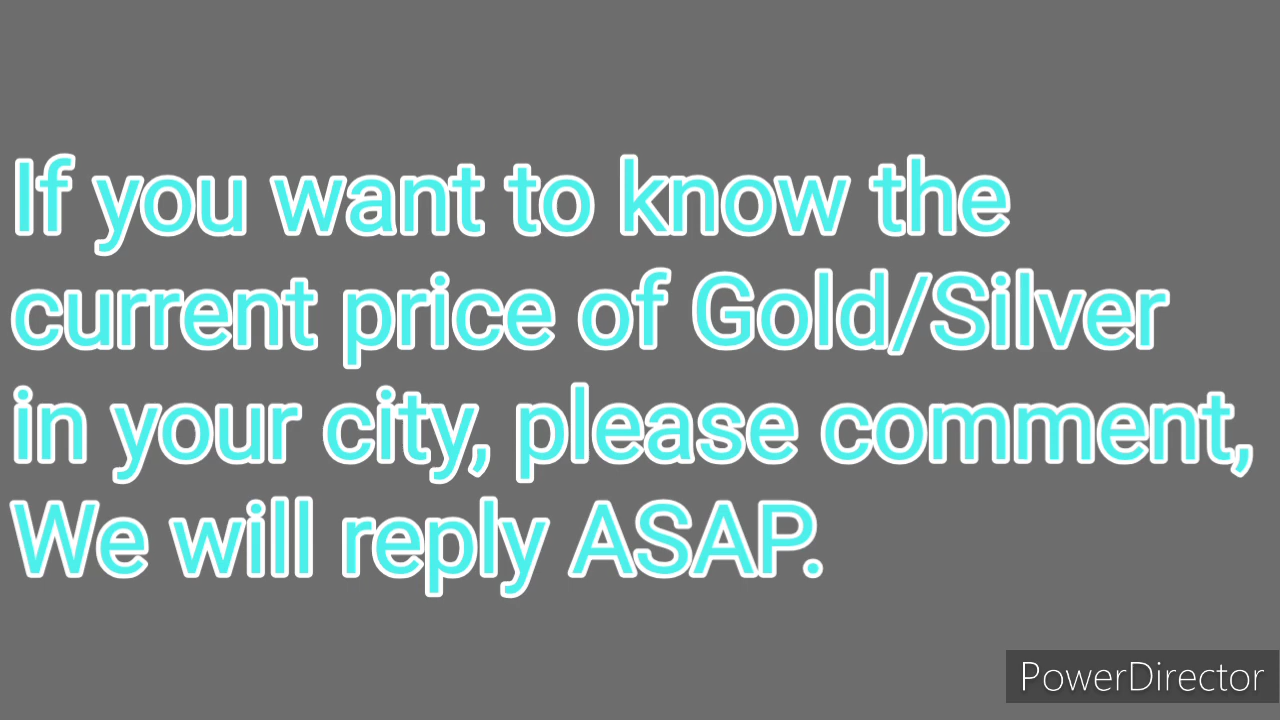 If you want to know the
current price of Gold/Silver
in your city, please comment,
We will reply ASAP.
PowerDirector